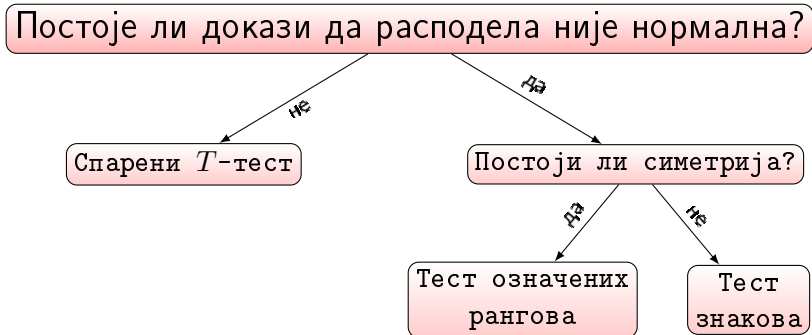 Постоје ли докази да расподела није нормална?
не
да
Спарени T-тест
Постоји ли симетрија?
да
не
Тест означених
рангова
Тест
знакова